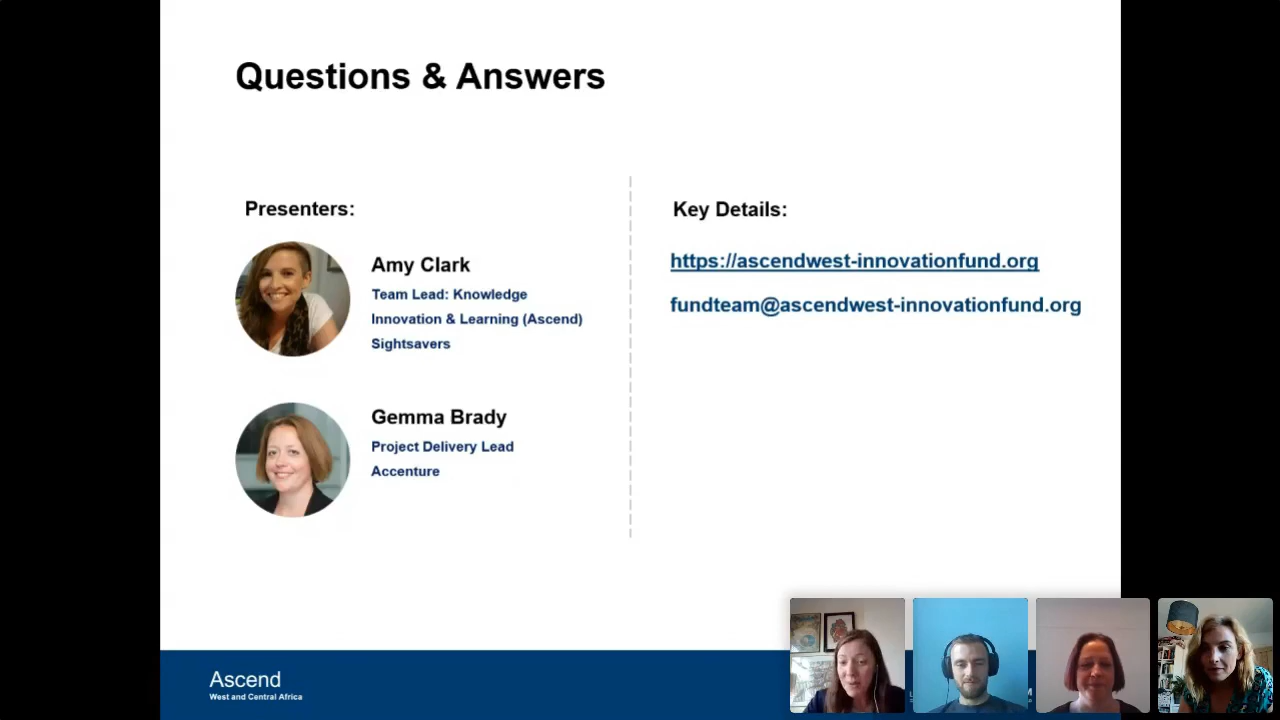 Questions & Answers
Presenters:
Amy Clark
Team Lead: Knowledge
Innovation & Learning (Ascend)
Sightsavers
Gemma Brady
Project Delivery Lead
Accenture
Key Details:
https://ascendwest-innovationfund.org
fundteam@ascendwest-innovationfund.org
Ascend
West and Central Africa